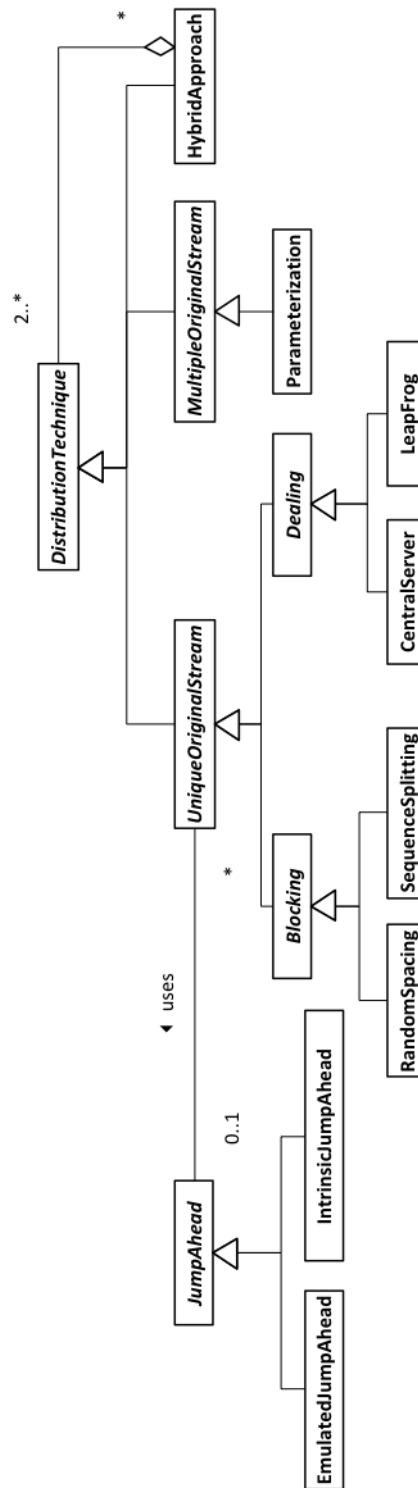 DistributionTechnique
2..*
*
JumpAhead
◀ uses
0..1
*
UniqueOriginalStream
MultipleOriginalStream
HybridApproach
EmulatedJumpAhead
IntrinsicJumpAhead
Blocking
Dealing
Parameterization
RandomSpacing
SequenceSplitting
CentralServer
LeapFrog